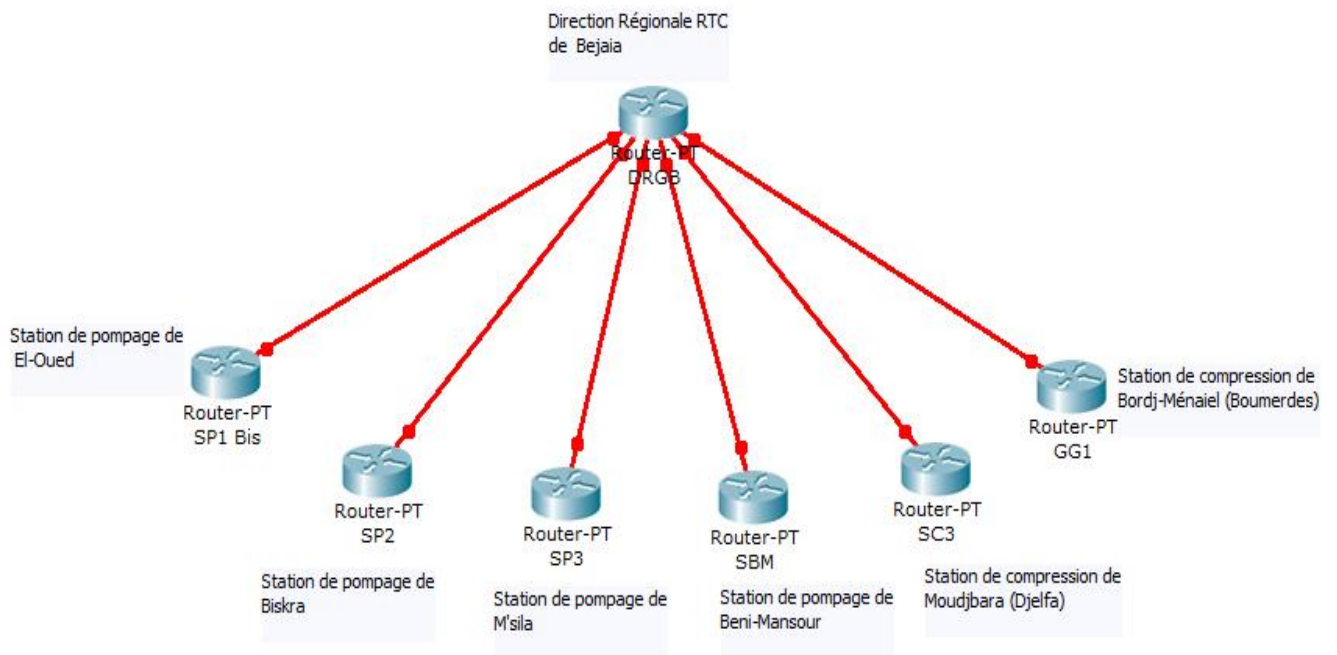 Direction Régionale RTC
de Bejaia
Router-PT
DRGB
Station de pompage de
El-Oued
Router-PT
SP1 Bis
Router-PT
SP2
Station de pompage de
Biskra
Router-PT
SP3
Station de pompage de
M'sila
Router-PT
SBM
Station de pompage de
Beni-Mansour
Router-PT
SC3
Station de compression de
Moudjbara (Djelfa)
Router-PT
GG1
Station de compression de
Bordj-Ménaiel (Boumerdes)